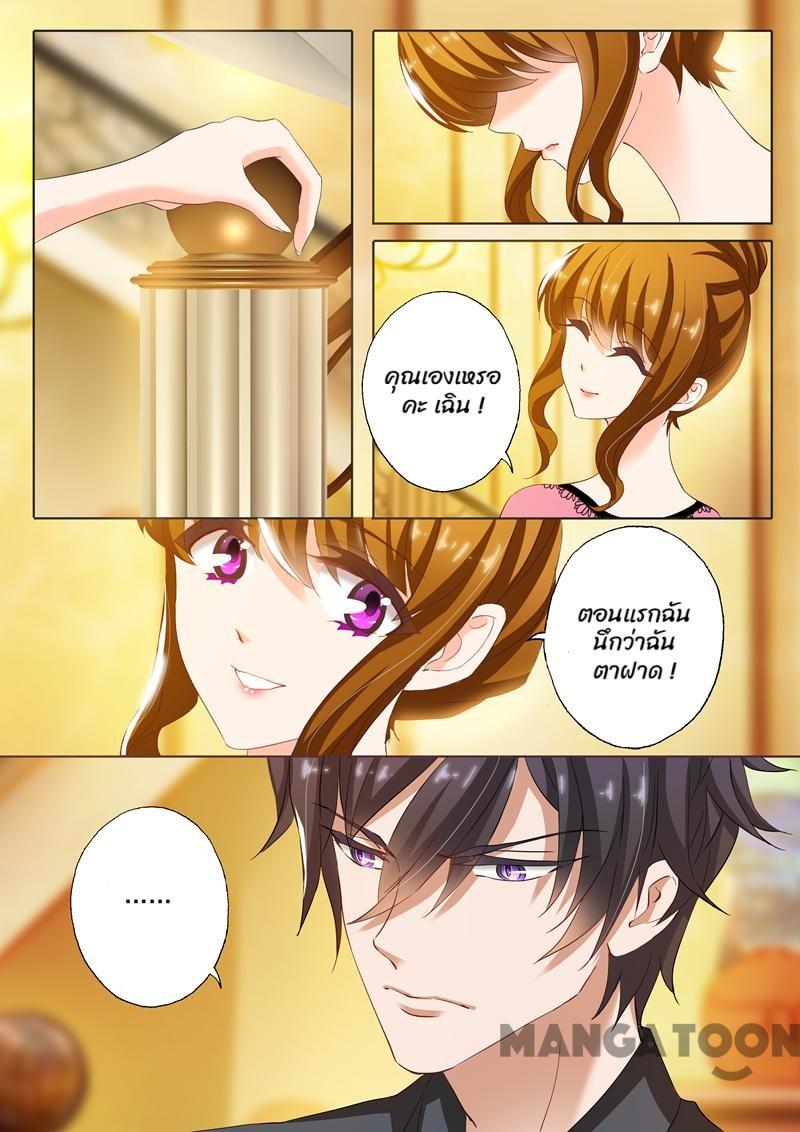 คุณเองเหรอ
คะ เฉิน !
ตอนแรกฉัน
นึกว่าฉัน
ตาฝาด !
......
MANGATOON